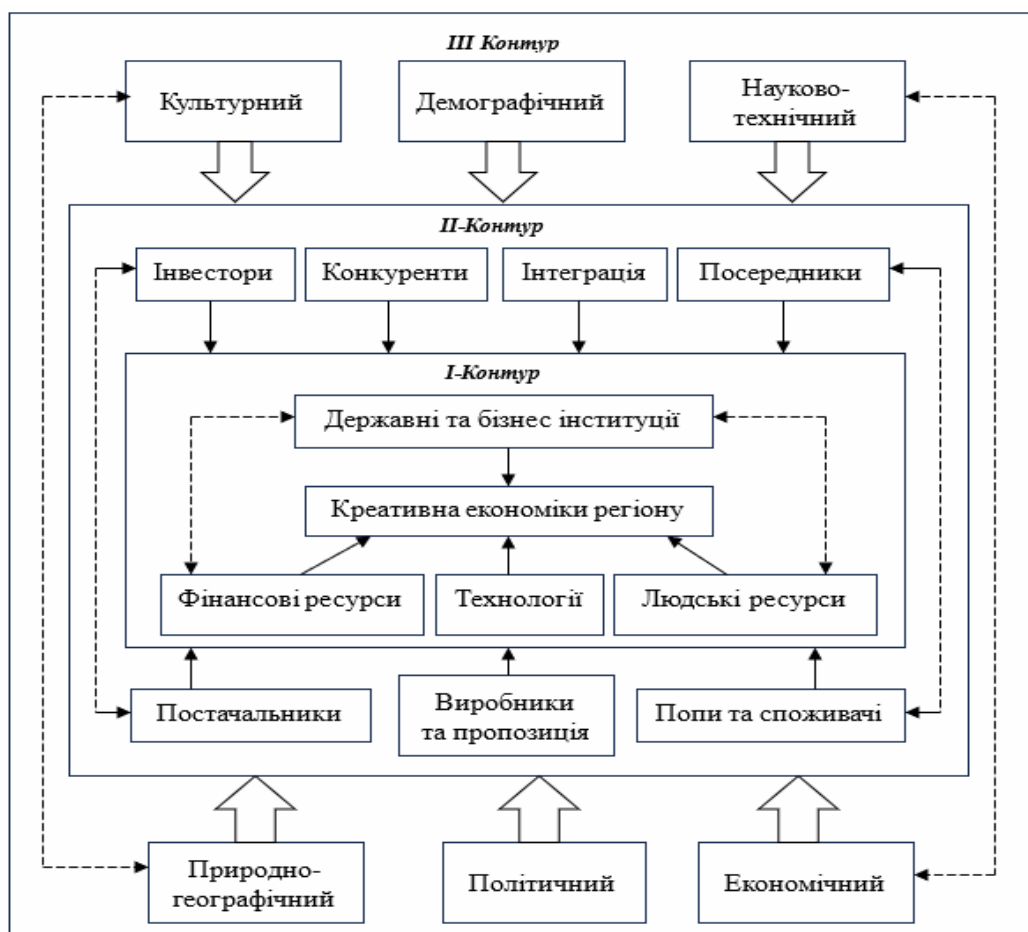 III Контур
Культурний
Демографічний
Науково-
технічний
II-Контур
Інвестори
Конкуренти
Інтеграція
Посередники
I-Контур
Державні та бізнес інституції
Креативна економіки регіону
Фінансові ресурси
Технології
Людські ресурси
Постачальники
Виробники
та пропозиція
Попи та споживачі
Природно-
географічний
Політичний
Економічний